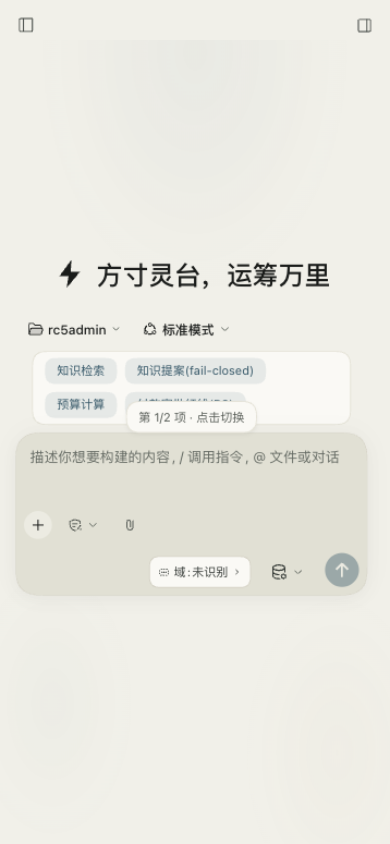 方寸灵台，运筹万里
rc5admin 标准模式
知识检索 知识提案(fail-closed)
预算计算
第 1/2 项 · 点击切换
描述你想要构建的内容, / 调用指令, @ 文件或对话
域:未识别